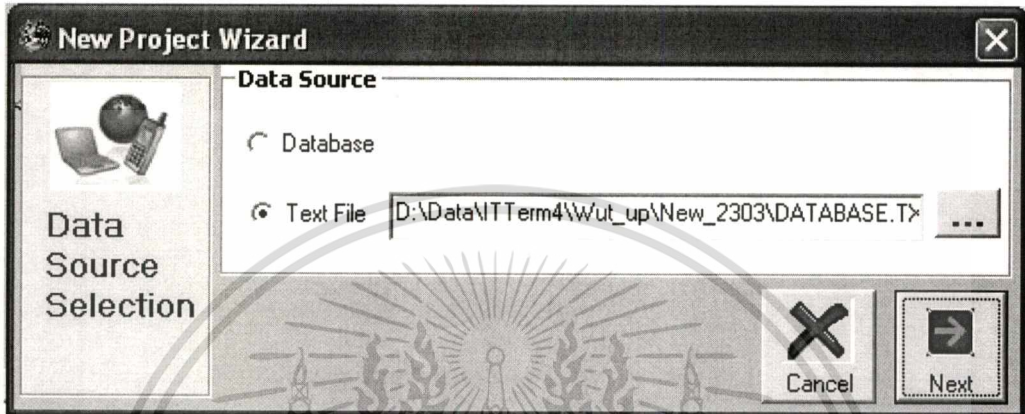 New Project Wizard
Data Source
Database
Text File D:\Data\ITTerm4\Wut_up\New_2303\DATABASE.TX ...
Data
Source
Selection
Cancel Next